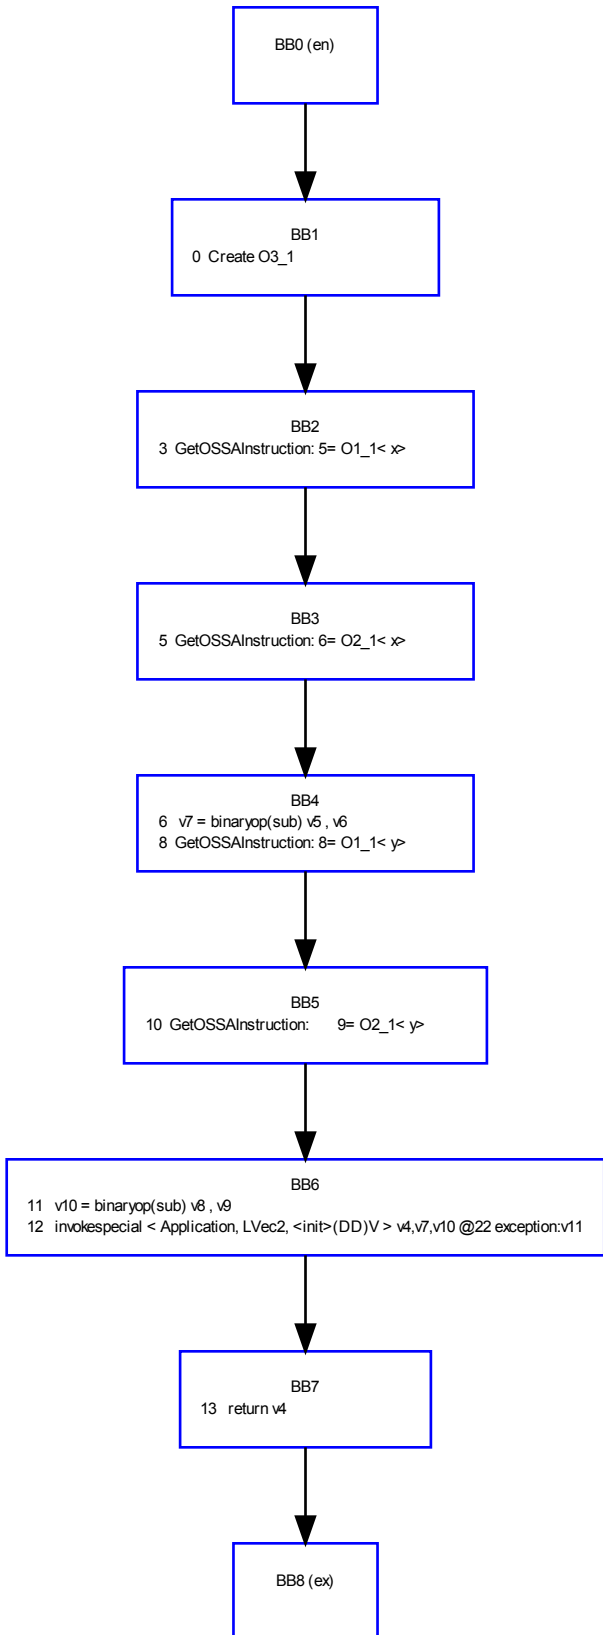 BB0 (en)
BB1
0 Create O3_1
BB2
3 GetOSSAInstruction: 5= O1_1< x>
BB3
5 GetOSSAInstruction: 6= O2_1< x>
BB4
6 v7 = binaryop(sub) v5 , v6
8 GetOSSAInstruction: 8= O1_1< y>
BB5
10 GetOSSAInstruction: 9= O2_1< y>
BB6
11 v10 = binaryop(sub) v8 , v9
12 invokespecial < Application, LVec2, <init>(DD)V > v4,v7,v10 @22 exception:v11
BB7
13 return v4
BB8 (ex)